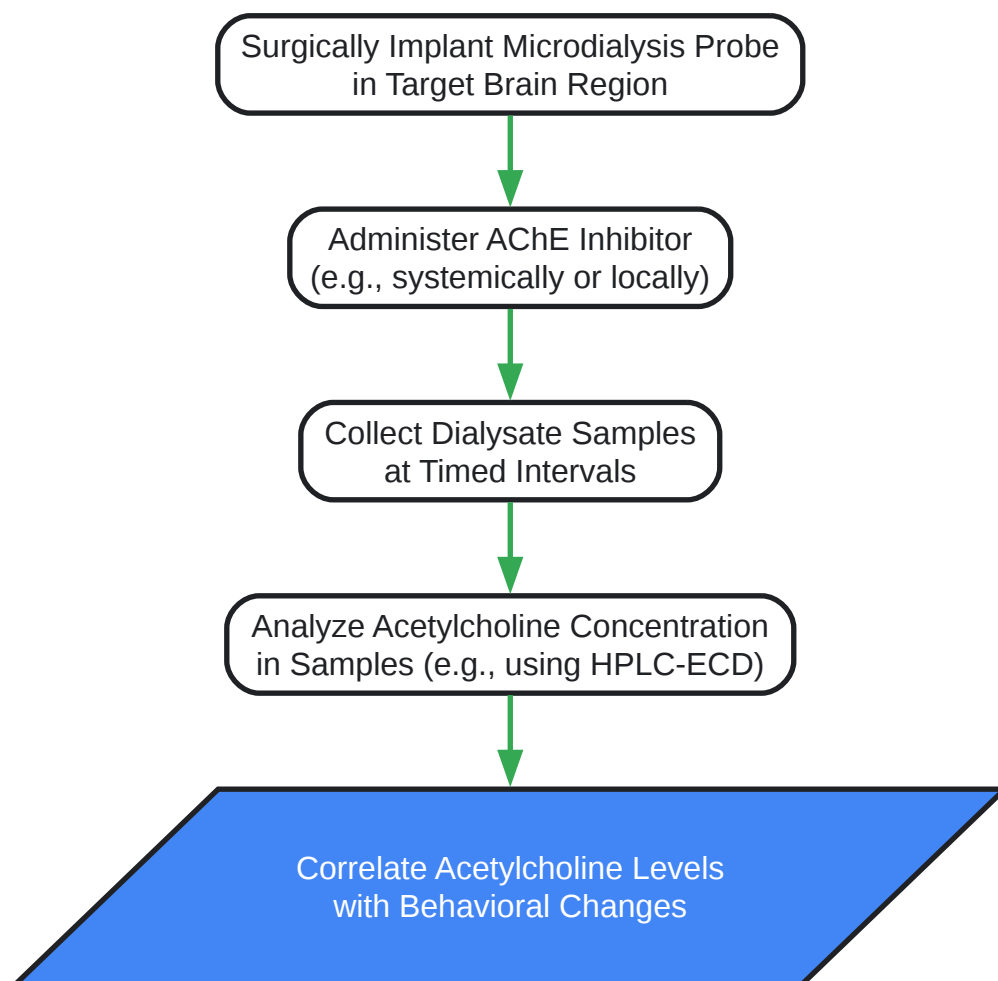 Surgically Implant Microdialysis Probe
in Target Brain Region
Administer AChE Inhibitor
(e.g., systemically or locally)
Collect Dialysate Samples
at Timed Intervals
Analyze Acetylcholine Concentration
in Samples (e.g., using HPLC-ECD)
Correlate Acetylcholine Levels
with Behavioral Changes